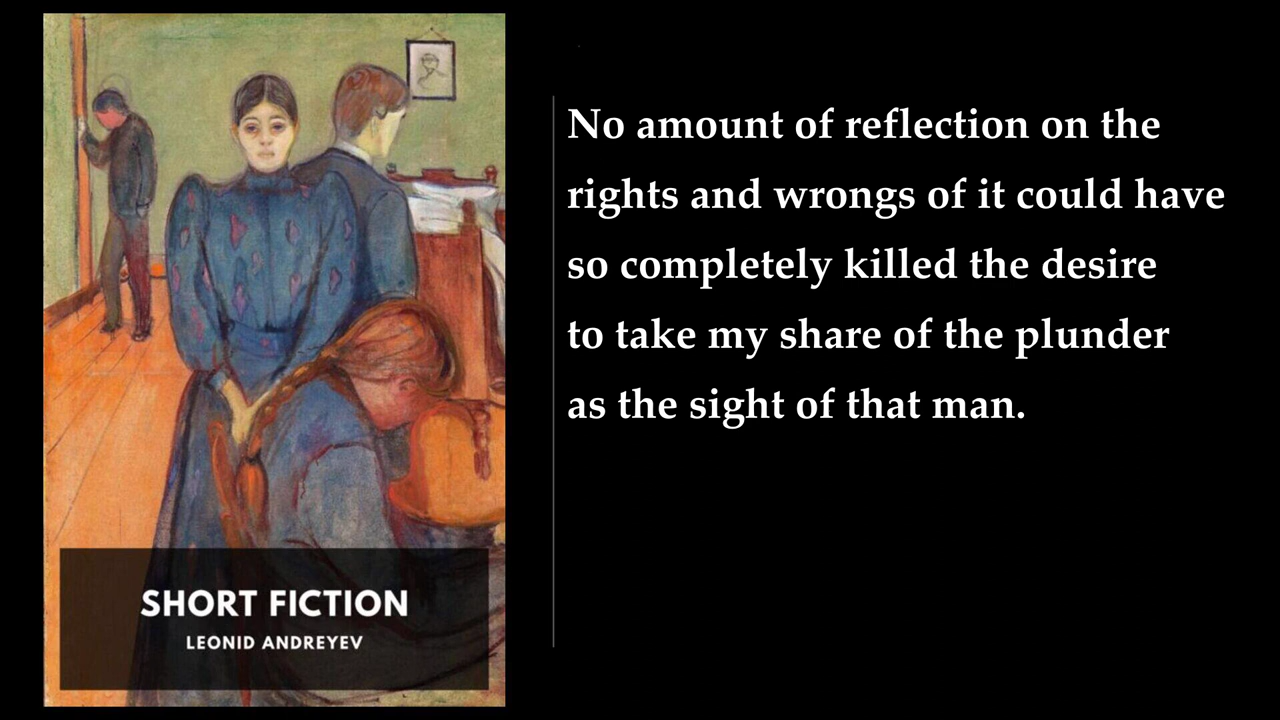 No amount of reflection on the
rights and wrongs of it could have
so completely killed the desire
to take my share of the plunder
as the sight of that man.
SHORT FICTION
LEONID ANDREYEV